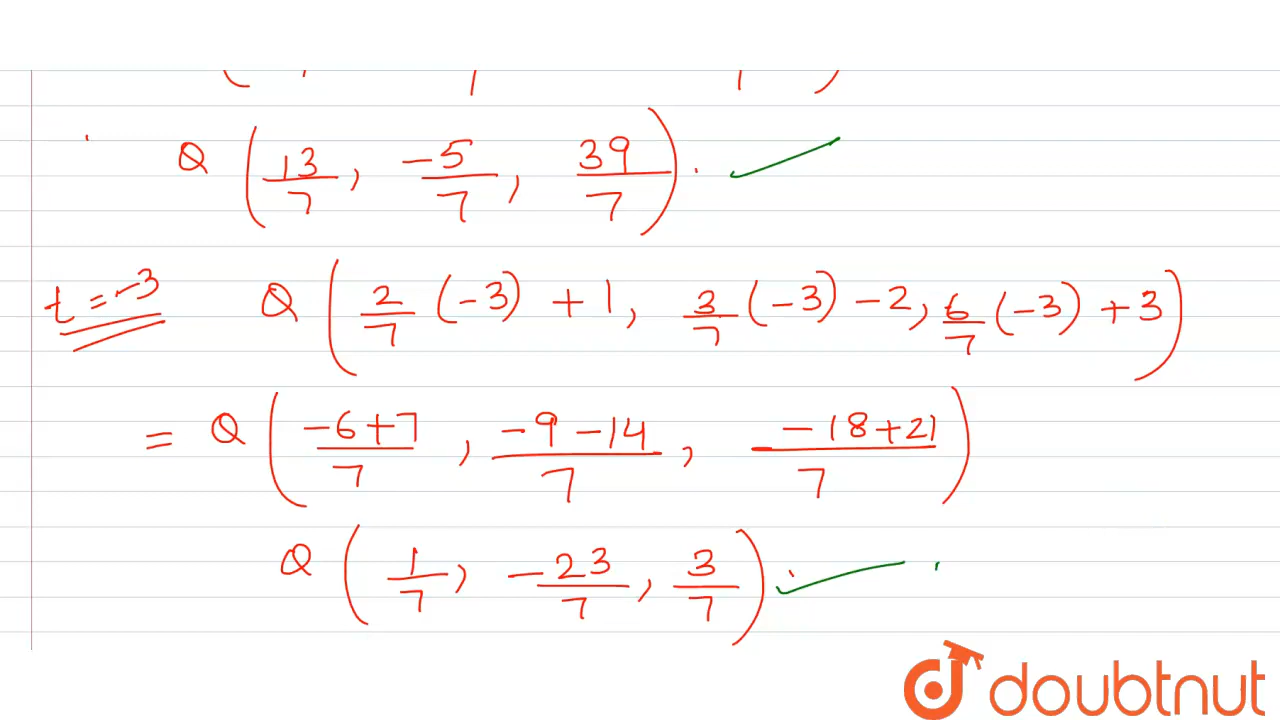 Q (13/7, -5/7, 39/7).
t = -3 Q (2/7 (-3) + 1, 3/7 (-3) - 2, 6/7 (-3) + 3)
= Q (-6+7/7, -9-14/7, -18+21/7)
Q (1/7, -23/7, 3/7).
doubtnut